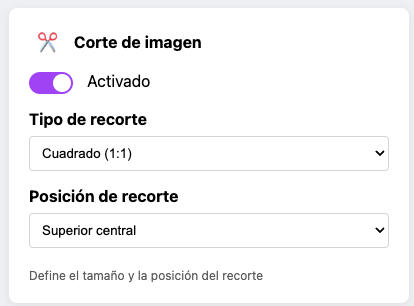 Corte de imagen
Activado
Tipo de recorte
Cuadrado (1:1)
Posición de recorte
Superior central
Define el tamaño y la posición del recorte